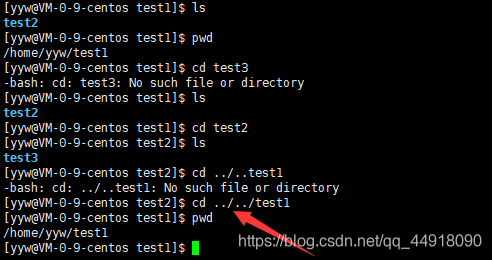 [yyw@VM-0-9-centos test1]$ ls
test2
[yyw@VM-0-9-centos test1]$ pwd
/home/yyw/test1
[yyw@VM-0-9-centos test1]$ cd test3
-bash: cd: test3: No such file or directory
[yyw@VM-0-9-centos test1]$ ls
test2
[yyw@VM-0-9-centos test1]$ cd test2
[yyw@VM-0-9-centos test2]$ ls
test3
[yyw@VM-0-9-centos test2]$ cd ../..test1
-bash: cd: ../..test1: No such file or directory
[yyw@VM-0-9-centos test2]$ cd ../../test1
[yyw@VM-0-9-centos test1]$ pwd
/home/yyw/test1
[yyw@VM-0-9-centos test1]$
https://blog.csdn.net/qq_44918090